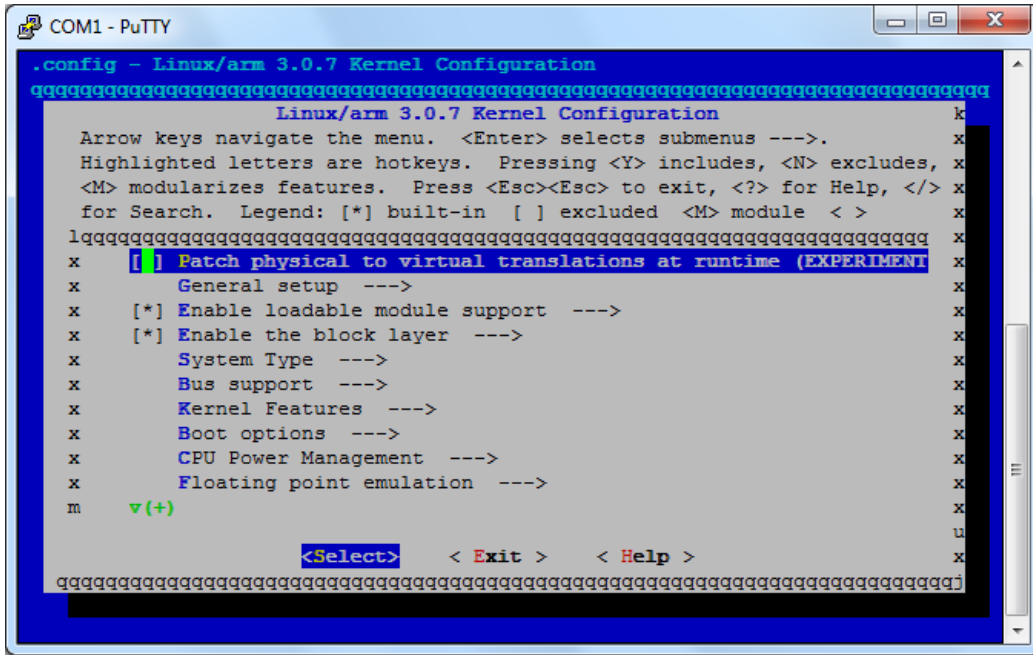 COM1 - PuTTY
.config - Linux/arm 3.0.7 Kernel Configuration
qqqqqqqqqqqqqqqqqqqqqqqqqqqqqqqqqqqqqqqqqqqqqqqqqqqqqqqqqqqqqqqqqqqqqqqqqqqqqq
Linux/arm 3.0.7 Kernel Configuration k
Arrow keys navigate the menu. <Enter> selects submenus --->. x
Highlighted letters are hotkeys. Pressing <Y> includes, <N> excludes, x
<M> modularizes features. Press <Esc><Esc> to exit, <?> for Help, </> x
for Search. Legend: [*] built-in [ ] excluded <M> module < > x
lqqqqqqqqqqqqqqqqqqqqqqqqqqqqqqqqqqqqqqqqqqqqqqqqqqqqqqqqqqqqqqqqqqqqq x
x [ ] Patch physical to virtual translations at runtime (EXPERIMENT x
x General setup ---> x
x [*] Enable loadable module support ---> x
x [*] Enable the block layer ---> x
x System Type ---> x
x Bus support ---> x
x Kernel Features ---> x
x Boot options ---> x
x CPU Power Management ---> x
x Floating point emulation ---> x
m ▿(+) x
u
<Select> < Exit > < Help > x
qqqqqqqqqqqqqqqqqqqqqqqqqqqqqqqqqqqqqqqqqqqqqqqqqqqqqqqqqqqqqqqqqqqqqqqqqj